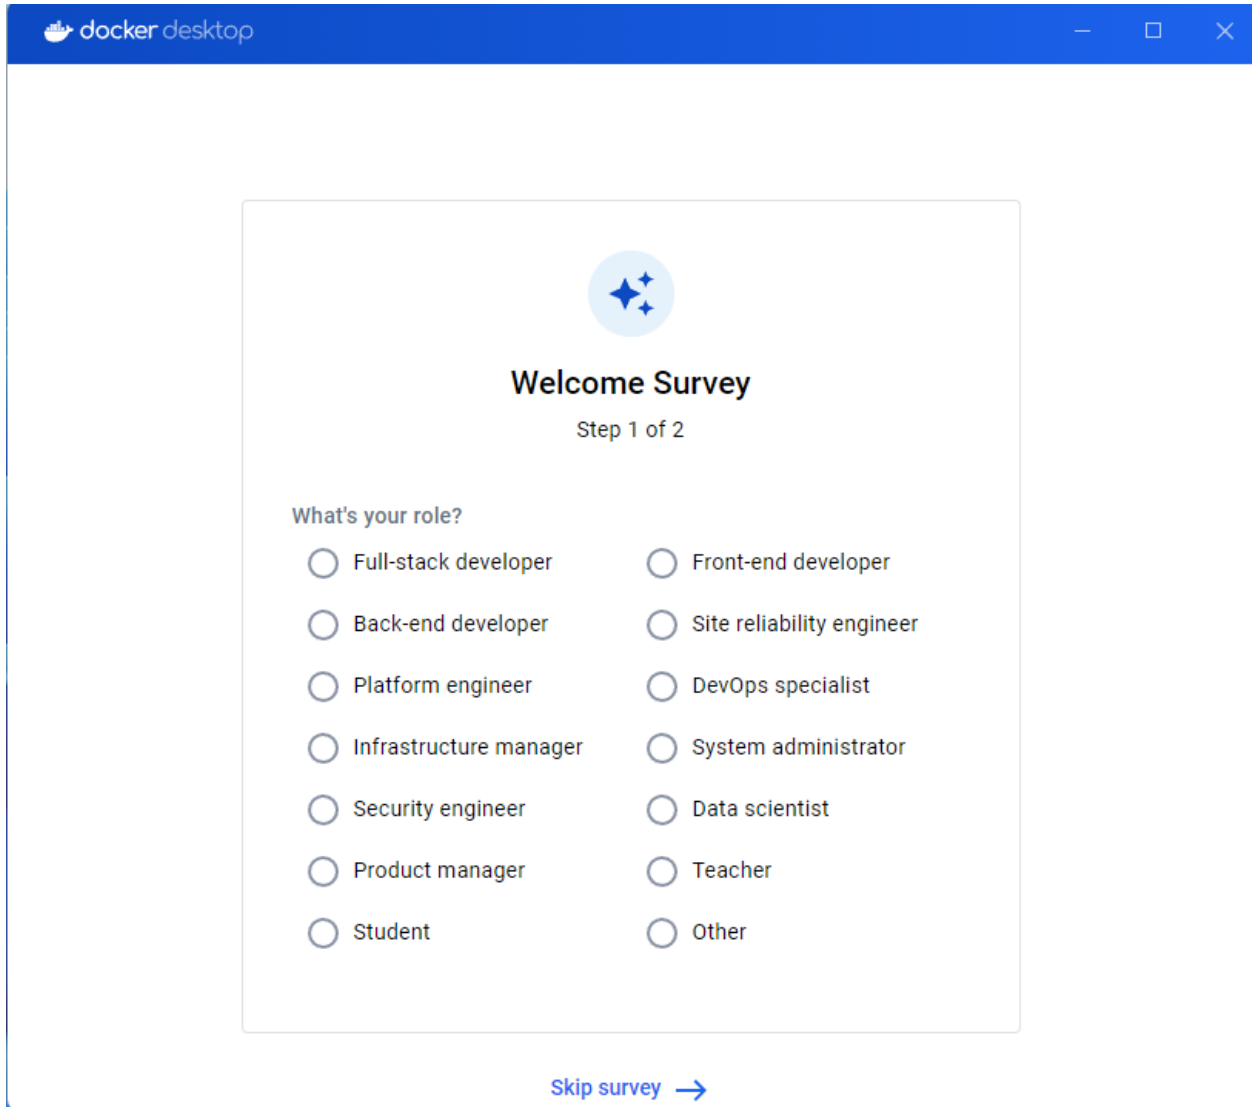 docker desktop
Welcome Survey
Step 1 of 2
What's your role?
Full-stack developer
Front-end developer
Back-end developer
Site reliability engineer
Platform engineer
DevOps specialist
Infrastructure manager
System administrator
Security engineer
Data scientist
Product manager
Teacher
Student
Other
Skip survey